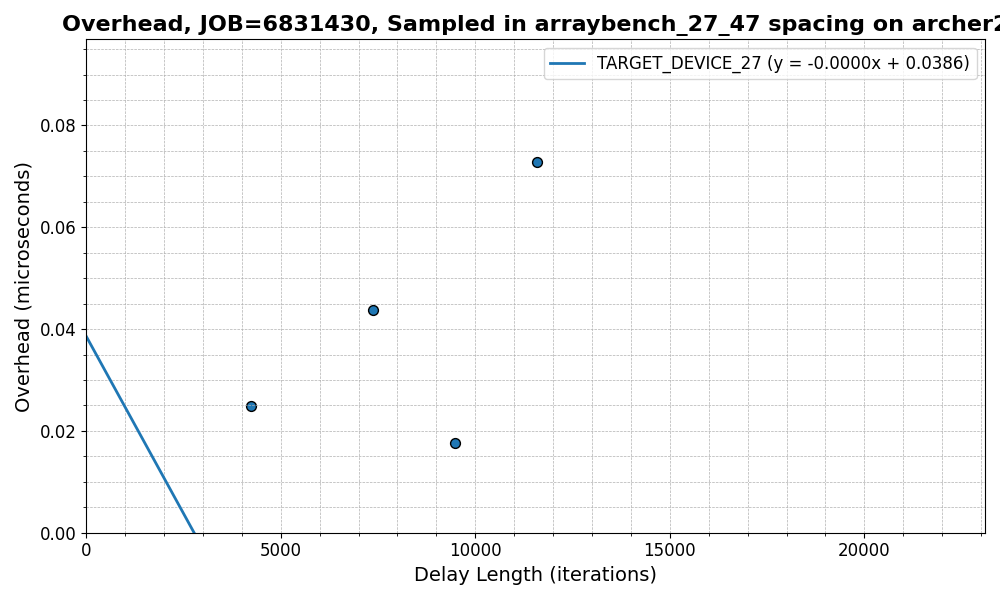 Overhead, JOB=6831430, Sampled in arraybench_27_47 spacing on archer2
TARGET_DEVICE_27 (y = -0.0000x + 0.0386)
Overhead (microseconds)
0.08
0.06
0.04
0.02
0.00
0 5000 10000 15000 20000
Delay Length (iterations)